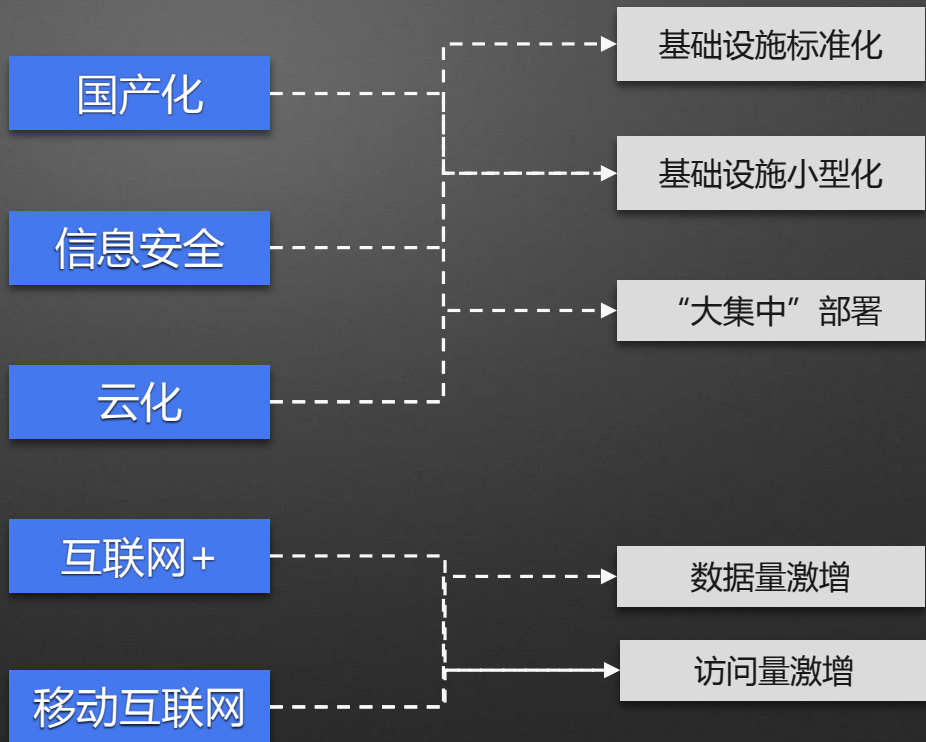 国产化
信息安全
云化
互联网+
移动互联网
基础设施标准化
基础设施小型化
“大集中”部署
数据量激增
访问量激增